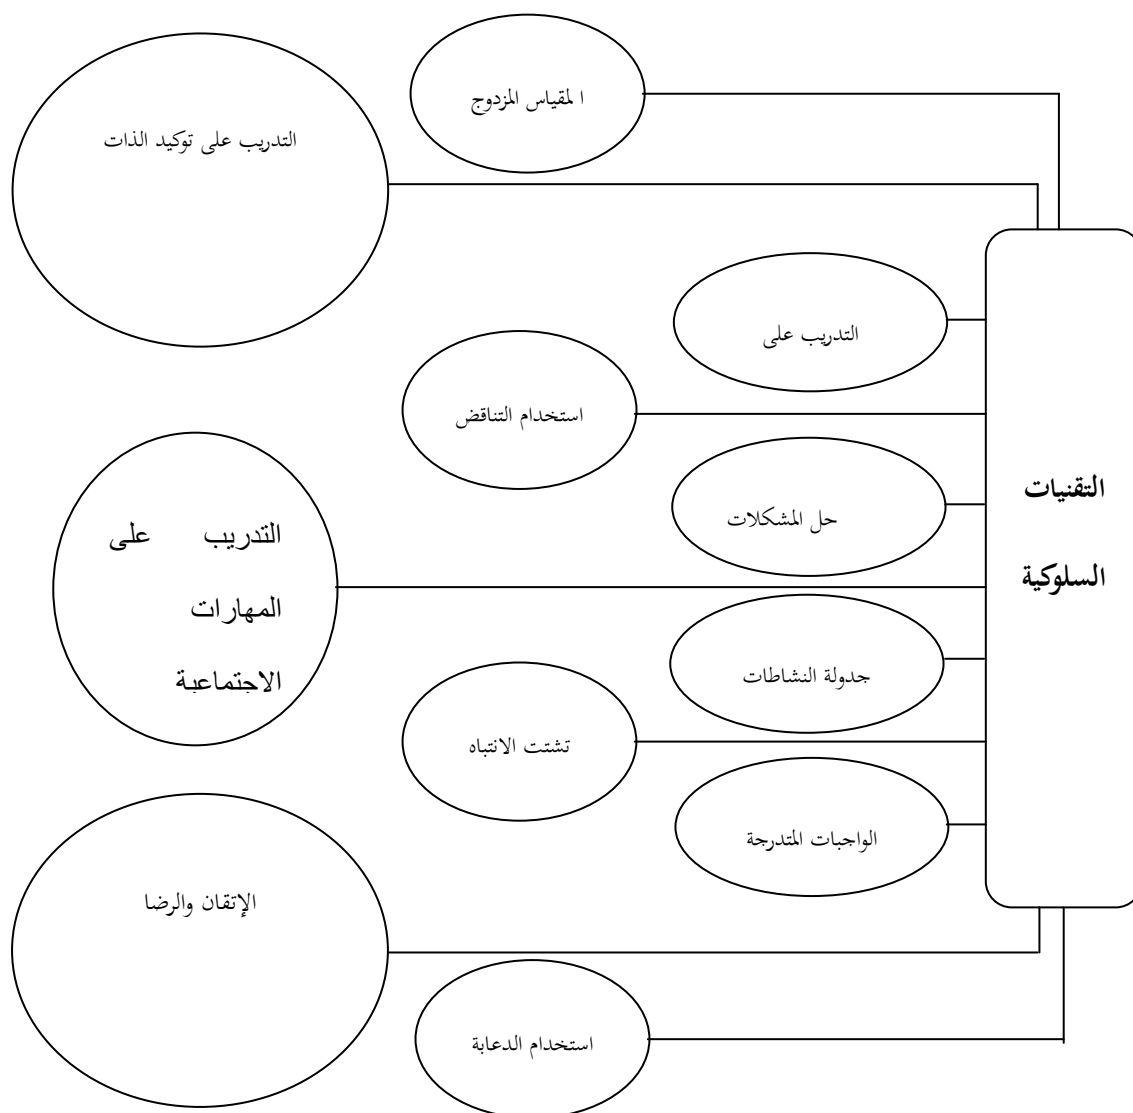 ا لمقياس المزدوج
التدريب على توكيد الذات
التدريب على
استخدام التناقض
التقنيات
السلوكية
حل المشكلات
التدريب على
المهارات
الاجتماعية
جدولة النشاطات
تشتت الانتباه
الواجبات المتدرجة
الإتقان والرضا
استخدام الدعابة